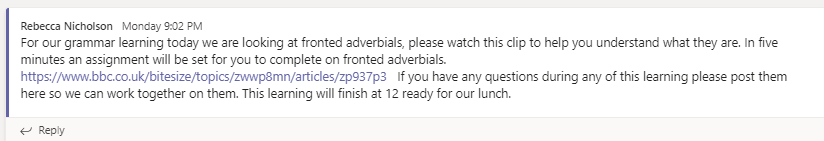 Rebecca Nicholson Monday 9:02 PM
For our grammar learning today we are looking at fronted adverbials, please watch this clip to help you understand what they are. In five
minutes an assignment will be set for you to complete on fronted adverbials.
https://www.bbc.co.uk/bitesize/topics/zwwp8mn/articles/zp937p3 If you have any questions during any of this learning please post them
here so we can work together on them. This learning will finish at 12 ready for our lunch.
Reply